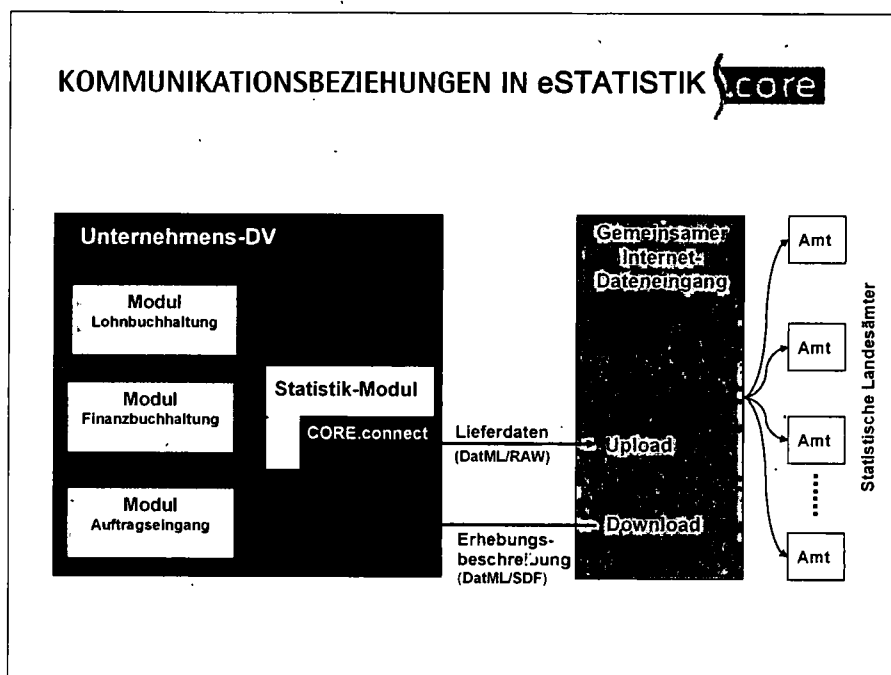 KOMMUNIKATIONSBEZIEHUNGEN IN eSTATISTIK .core
Unternehmens-DV
Modul
Lohnbuchhaltung
Modul
Finanzbuchhaltung
Modul
Auftragseingang
Statistik-Modul
CORE.connect
Lieferdaten
(DatML/RAW)
Erhebungs-
beschreibung
(DatML/SDF)
Gemeinsamer
Internet-
Dateneingang
Upload
Download
Amt
Amt
Amt
Amt
Statistische Landesämter